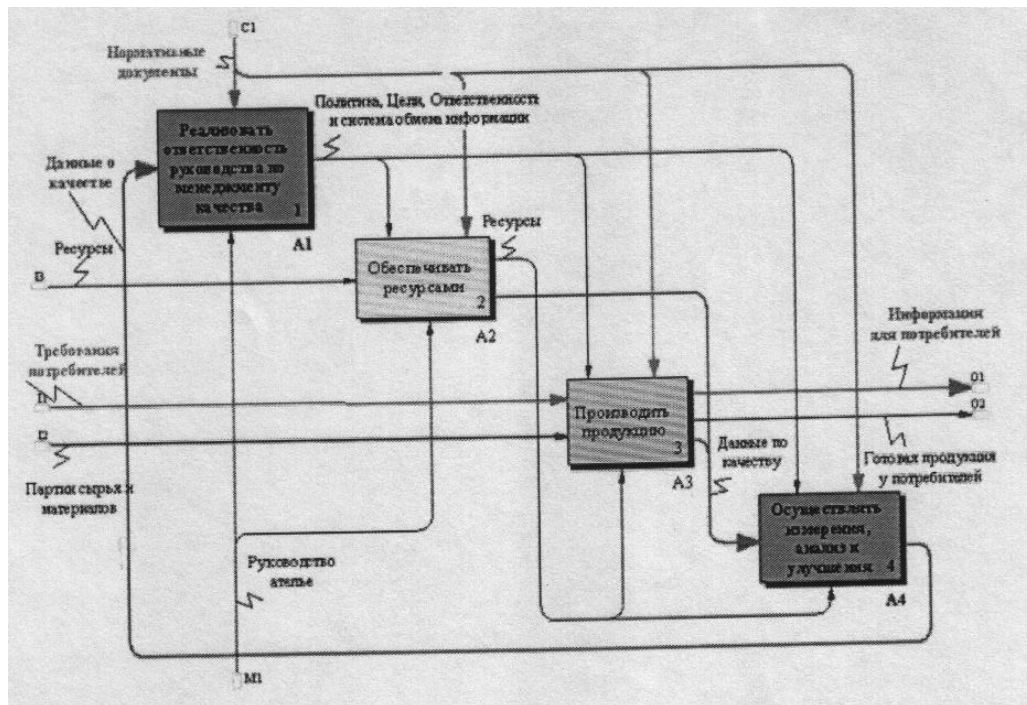 C1
Нормативные
документы
Политика, Цели, Ответственность
и система обмена информации
Реализовать
ответственность
руководства по
менеджменту
качества
1
A1
Данные о
качестве
Ресурсы
I3
Ресурсы
Обеспечивать
ресурсами
2
A2
Информация
для потребителей
Требования
потребителей
I1
O1
O2
Производить
продукцию
3
A3
I2
Данные по
качеству
Готовая продукция
у потребителей
Партии сырья и
материалов
Осуществлять
измерения,
анализ и
улучшения
4
A4
Руководство
ателье
M1